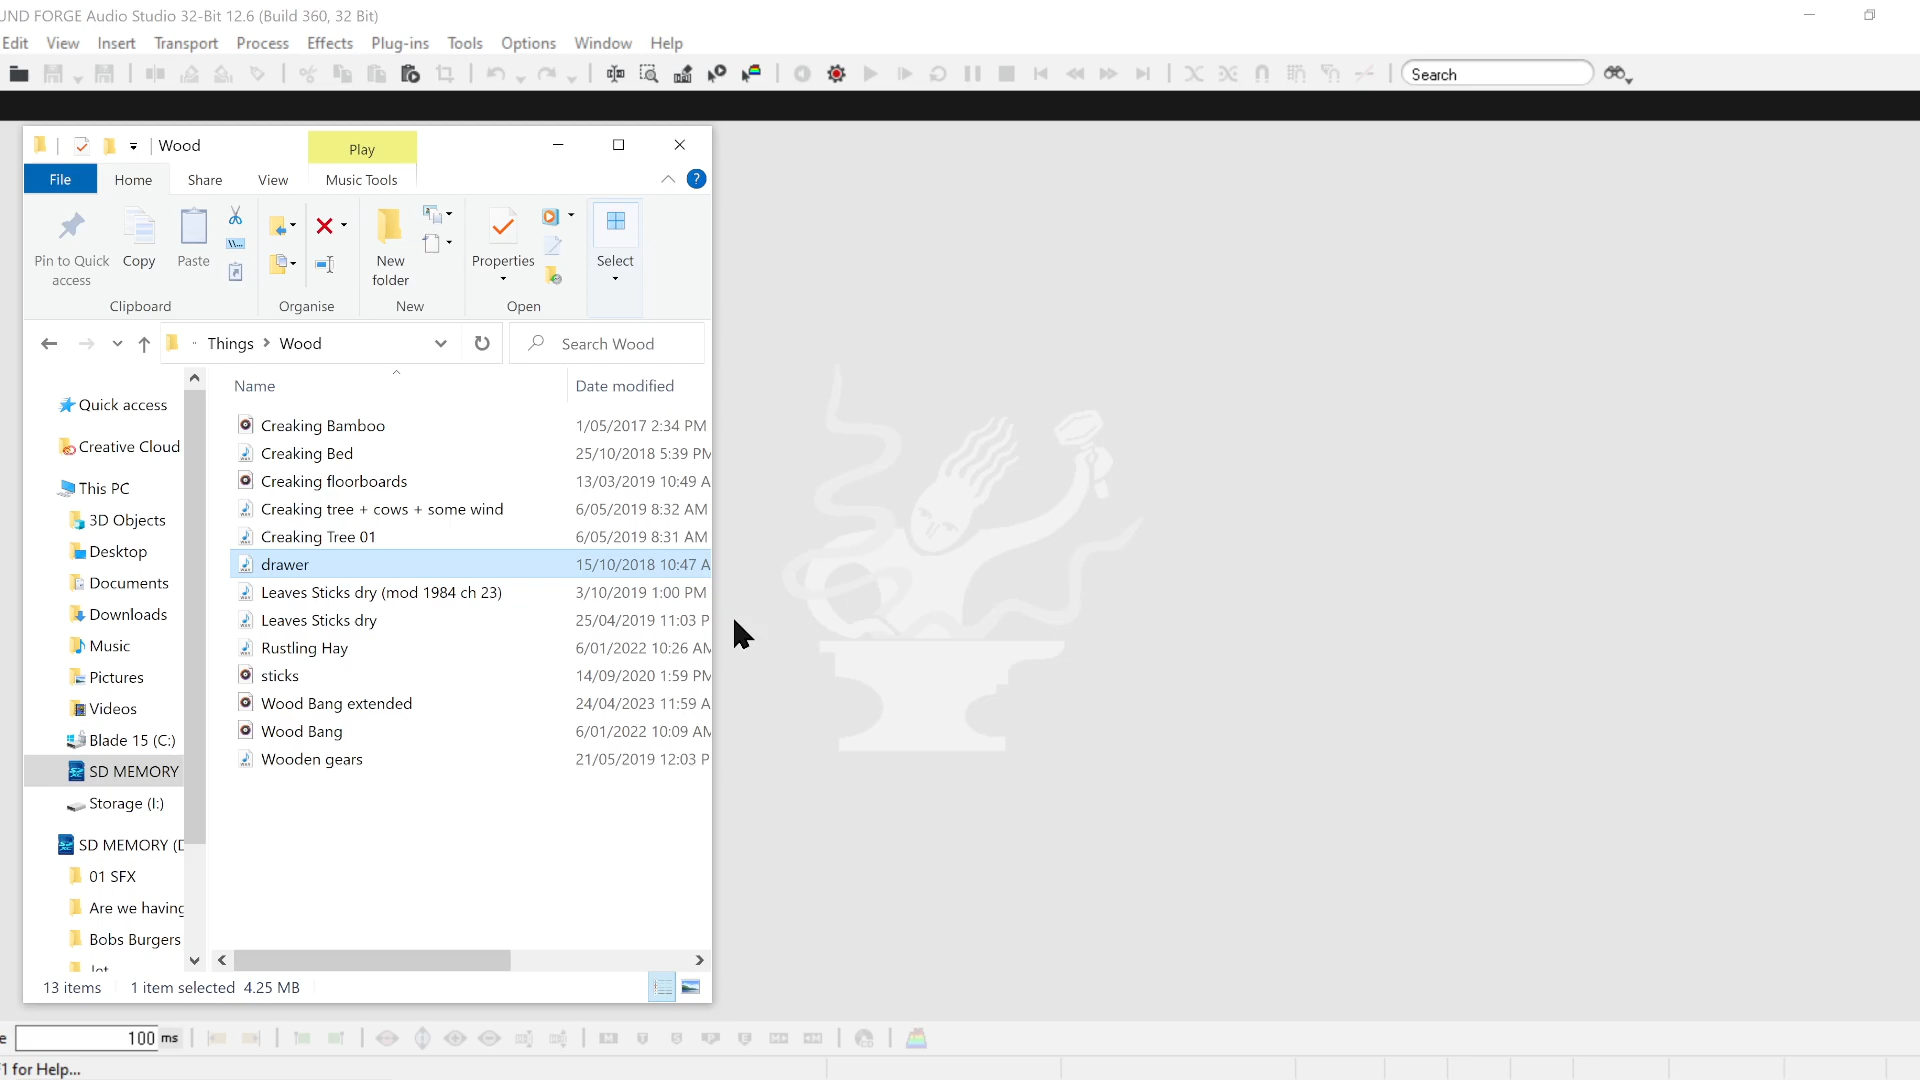 UND FORGE Audio Studio 32-Bit 12.6 (Build 360, 32 Bit)
Edit View Insert Transport Process Effects Plug-ins Tools Options Window Help
Search
Wood
Play
File Home Share View Music Tools
Pin to Quick access
Copy
Paste
New folder
Properties
Select
Clipboard Organise New Open
Things > Wood
Search Wood
Name Date modified
Quick access
Creative Cloud
This PC
3D Objects
Desktop
Documents
Downloads
Music
Pictures
Videos
Blade 15 (C:)
SD MEMORY
Storage (I:)
SD MEMORY (D
01 SFX
Are we having
Bobs Burgers
Creaking Bamboo 1/05/2017 2:34 PM
Creaking Bed 25/10/2018 5:39 PM
Creaking floorboards 13/03/2019 10:49 A
Creaking tree + cows + some wind 6/05/2019 8:32 AM
Creaking Tree 01 6/05/2019 8:31 AM
drawer 15/10/2018 10:47 A
Leaves Sticks dry (mod 1984 ch 23) 3/10/2019 1:00 PM
Leaves Sticks dry 25/04/2019 11:03 P
Rustling Hay 6/01/2022 10:26 AM
sticks 14/09/2020 1:59 PM
Wood Bang extended 24/04/2023 11:59 A
Wood Bang 6/01/2022 10:09 AM
Wooden gears 21/05/2019 12:03 P
13 items 1 item selected 4.25 MB
e 100 ms
1 for Help...